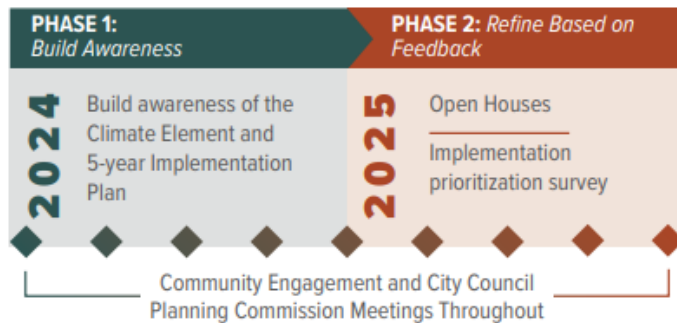 PHASE 1:
Build Awareness
PHASE 2: Refine Based on
Feedback
2024
Build awareness of the
Climate Element and
5-year Implementation
Plan
2025
Open Houses
Implementation
prioritization survey
Community Engagement and City Council
Planning Commission Meetings Throughout